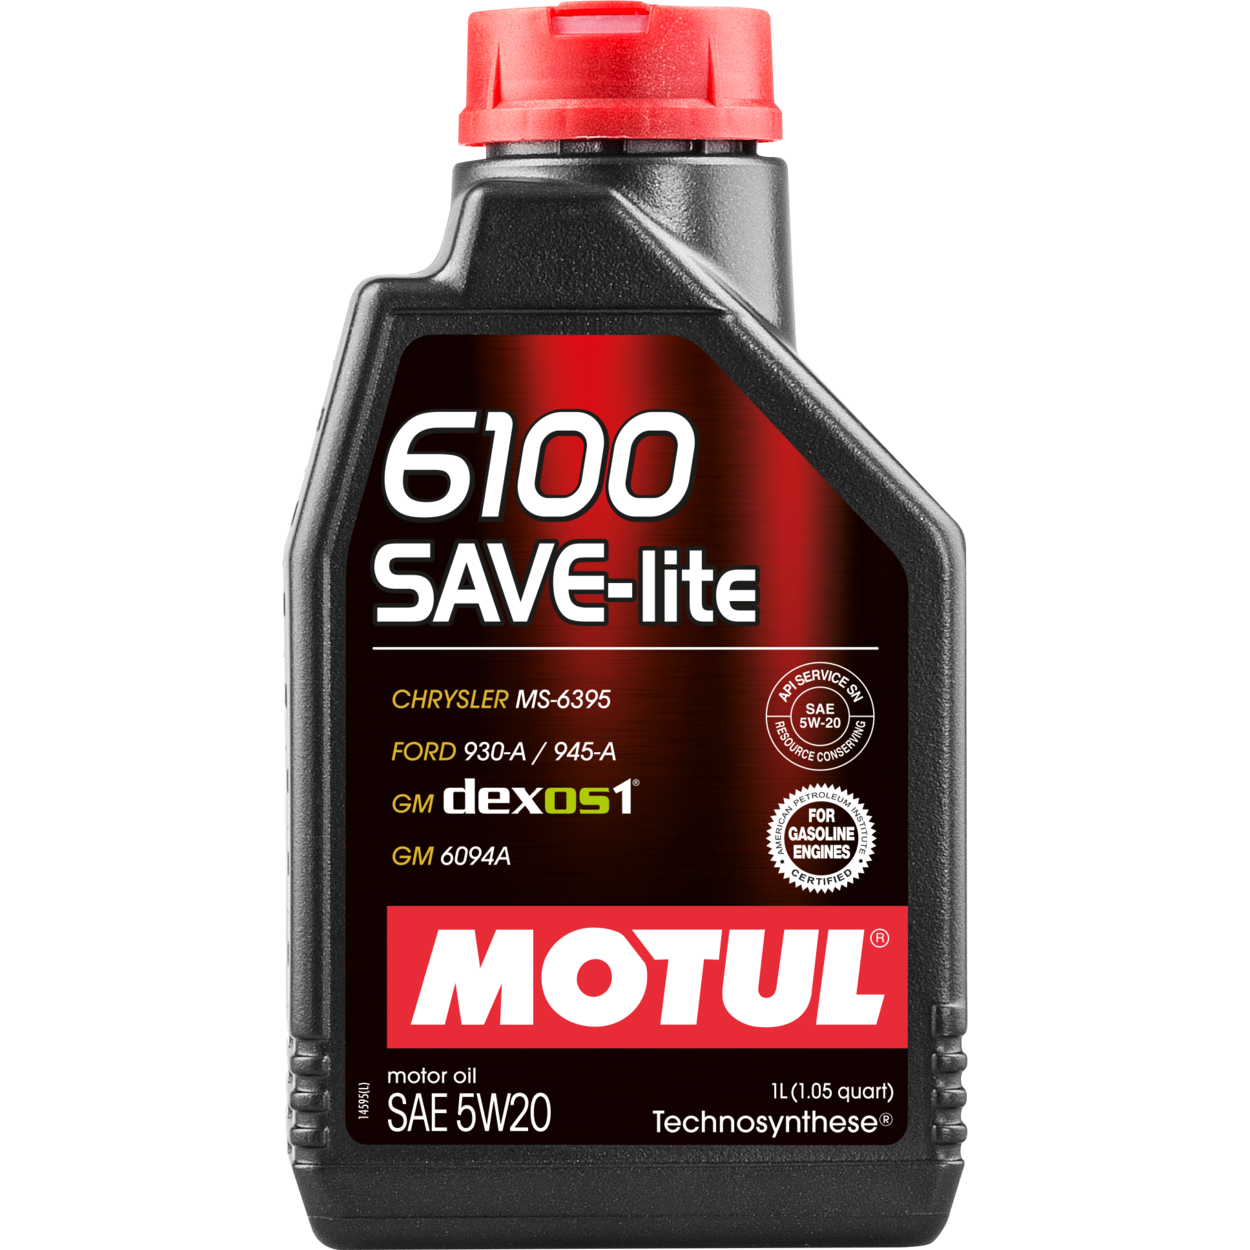 6100
SAVE-lite
CHRYSLER MS-6395
FORD 930-A / 945-A
GM dexos1®
GM 6094A
API SERVICE SN
SAE
5W-20
RESOURCE CONSERVING
AMERICAN PETROLEUM INSTITUTE
FOR
GASOLINE
ENGINES
CERTIFIED
MOTUL®
motor oil
SAE 5W20
1L (1.05 quart)
Technosynthese®
14595(L)